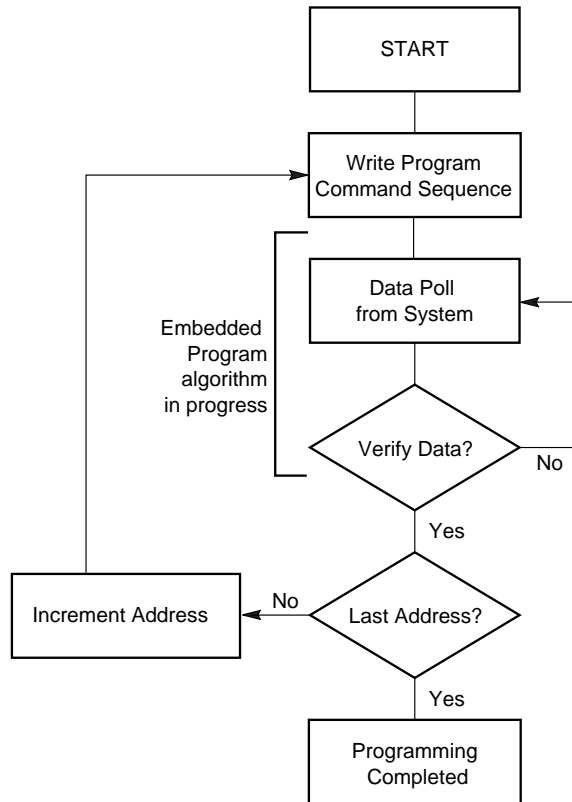 START
Write Program
Command Sequence
Data Poll
from System
Embedded
Program
algorithm
in progress
Verify Data?
No
Yes
Increment Address
No
Last Address?
Yes
Programming
Completed